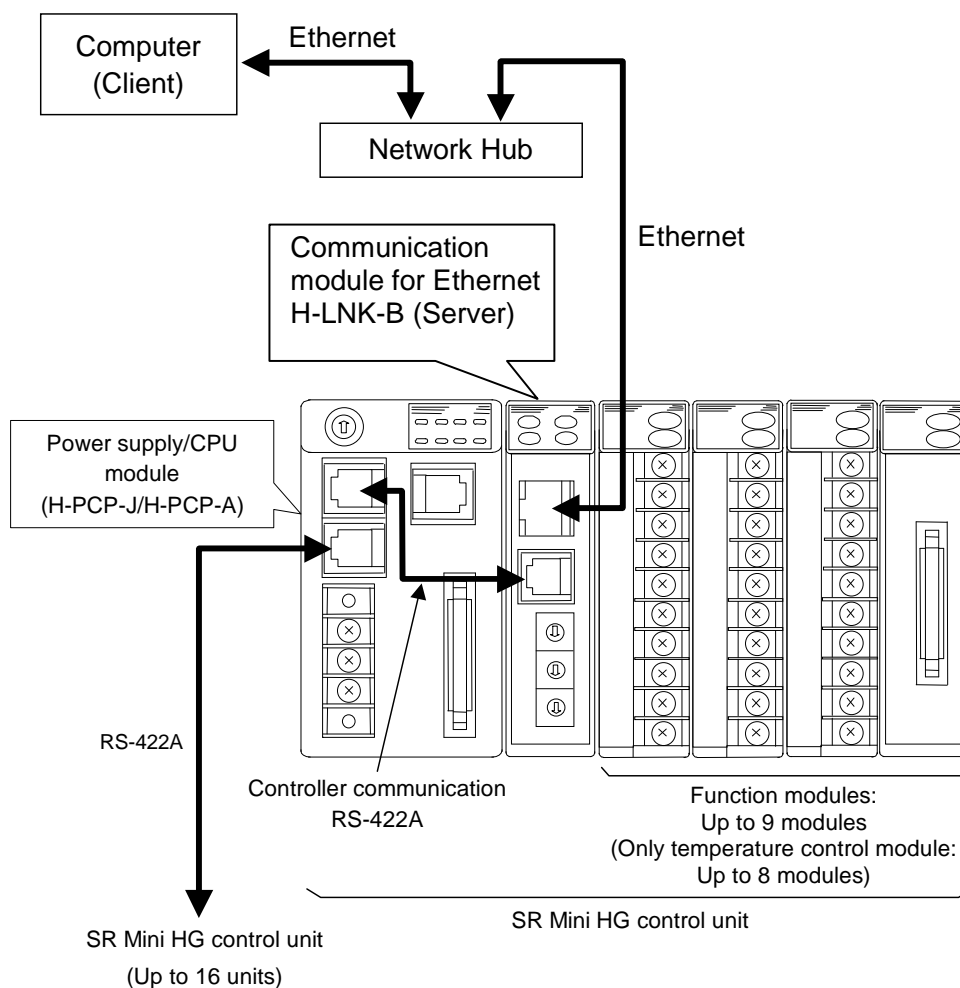 Computer
(Client)
Ethernet
Network Hub
Ethernet
Communication
module for Ethernet
H-LNK-B (Server)
Power supply/CPU
module
(H-PCP-J/H-PCP-A)
RS-422A
Controller communication
RS-422A
Function modules:
Up to 9 modules
(Only temperature control module:
Up to 8 modules)
SR Mini HG control unit
SR Mini HG control unit
(Up to 16 units)